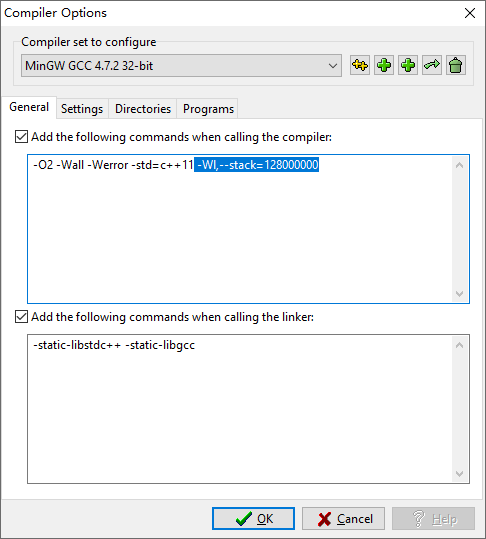 Compiler Options
Compiler set to configure
MinGW GCC 4.7.2 32-bit
General Settings Directories Programs
Add the following commands when calling the compiler:
-O2 -Wall -Werror -std=c++11 -Wl,--stack=128000000
Add the following commands when calling the linker:
-static-libstdc++ -static-libgcc
OK Cancel Help